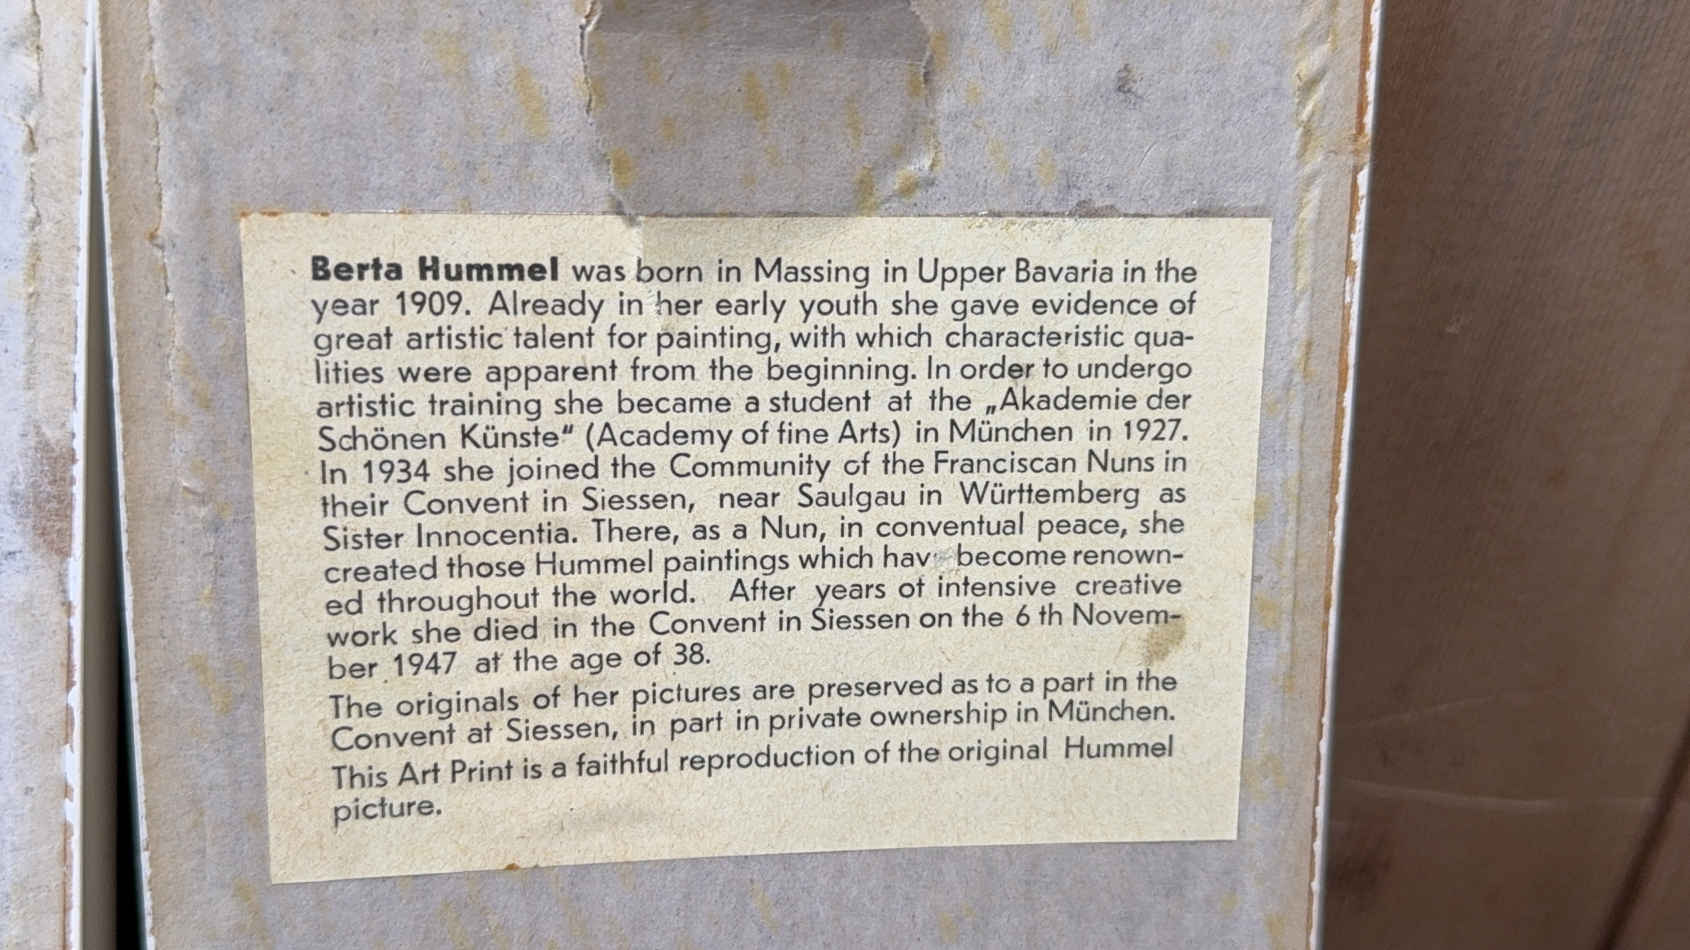 Berta Hummel was born in Massing in Upper Bavaria in the
year 1909. Already in her early youth she gave evidence of
great artistic talent for painting, with which characteristic qua-
lities were apparent from the beginning. In order to undergo
artistic training she became a student at the „Akademie der
Schönen Künste“ (Academy of fine Arts) in München in 1927.
In 1934 she joined the Community of the Franciscan Nuns in
their Convent in Siessen, near Saulgau in Württemberg as
Sister Innocentia. There, as a Nun, in conventual peace, she
created those Hummel paintings which hav become renown-
ed throughout the world. After years of intensive creative
work she died in the Convent in Siessen on the 6 th Novem-
ber 1947 at the age of 38.
The originals of her pictures are preserved as to a part in the
Convent at Siessen, in part in private ownership in München.
This Art Print is a faithful reproduction of the original Hummel
picture.